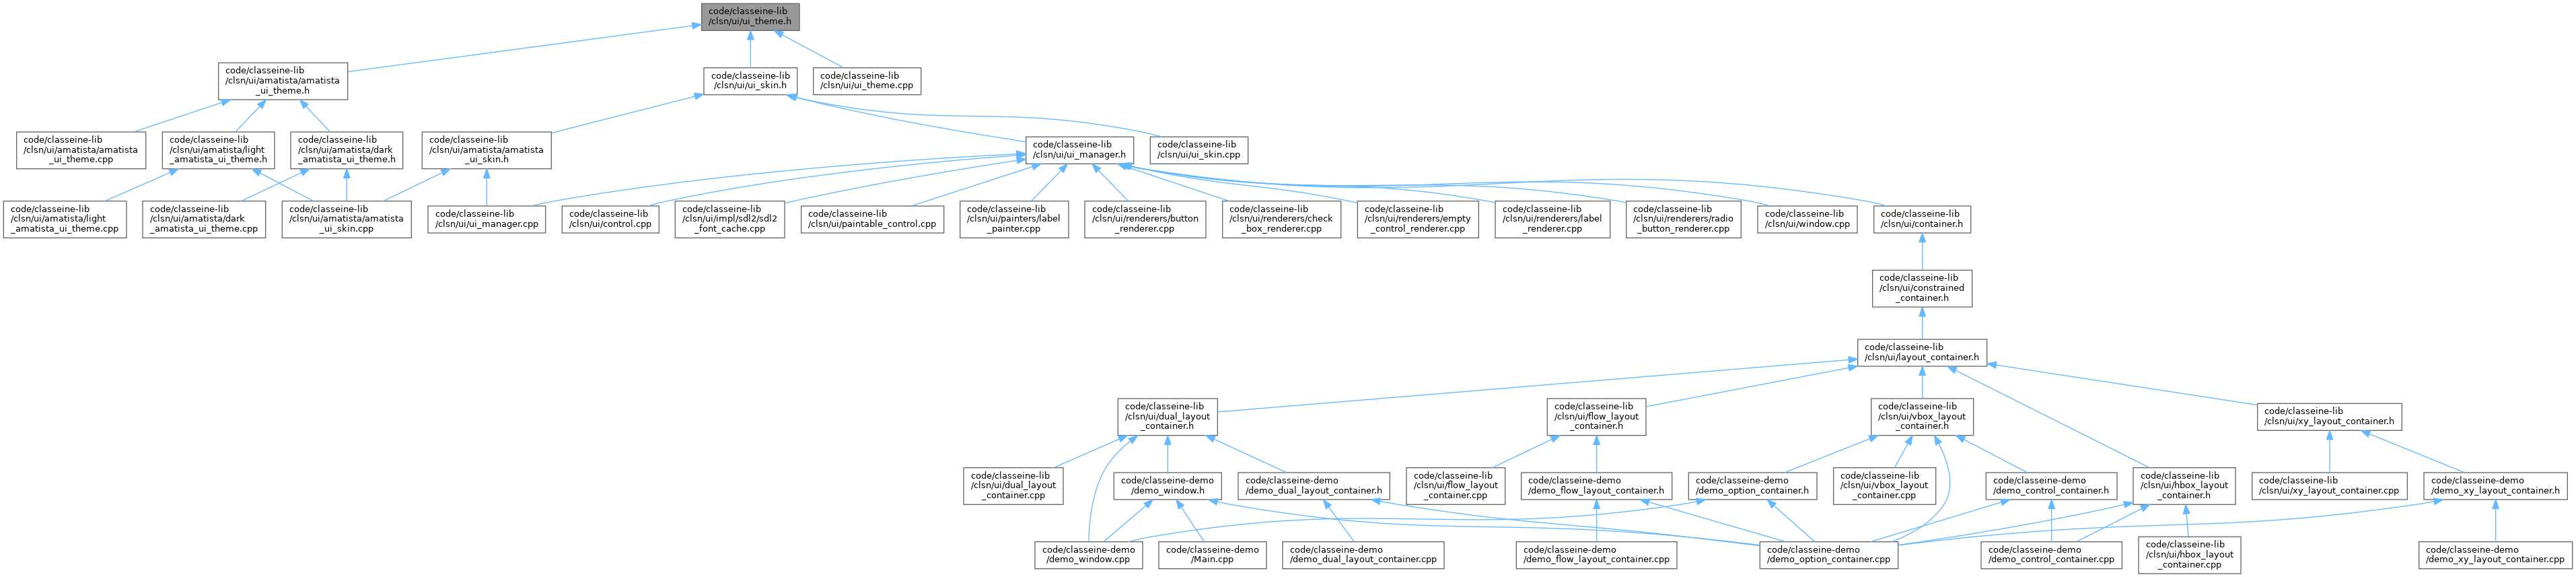 code/classeine-lib
/clsn/ui/ui_theme.h
code/classeine-lib
/clsn/ui/amatista/amatista
_ui_theme.h
code/classeine-lib
/clsn/ui/ui_skin.h
code/classeine-lib
/clsn/ui/ui_theme.cpp
code/classeine-lib
/clsn/ui/amatista/amatista
_ui_theme.cpp
code/classeine-lib
/clsn/ui/amatista/light
_amatista_ui_theme.h
code/classeine-lib
/clsn/ui/amatista/dark
_amatista_ui_theme.h
code/classeine-lib
/clsn/ui/amatista/amatista
_ui_skin.h
code/classeine-lib
/clsn/ui/ui_manager.h
code/classeine-lib
/clsn/ui/ui_skin.cpp
code/classeine-lib
/clsn/ui/amatista/light
_amatista_ui_theme.cpp
code/classeine-lib
/clsn/ui/amatista/dark
_amatista_ui_theme.cpp
code/classeine-lib
/clsn/ui/amatista/amatista
_ui_skin.cpp
code/classeine-lib
/clsn/ui/ui_manager.cpp
code/classeine-lib
/clsn/ui/control.cpp
code/classeine-lib
/clsn/ui/impl/sdl2/sdl2
_font_cache.cpp
code/classeine-lib
/clsn/ui/paintable_control.cpp
code/classeine-lib
/clsn/ui/painters/label
_painter.cpp
code/classeine-lib
/clsn/ui/renderers/button
_renderer.cpp
code/classeine-lib
/clsn/ui/renderers/check
_box_renderer.cpp
code/classeine-lib
/clsn/ui/renderers/empty
_control_renderer.cpp
code/classeine-lib
/clsn/ui/renderers/label
_renderer.cpp
code/classeine-lib
/clsn/ui/renderers/radio
_button_renderer.cpp
code/classeine-lib
/clsn/ui/window.cpp
code/classeine-lib
/clsn/ui/container.h
code/classeine-lib
/clsn/ui/constrained
_container.h
code/classeine-lib
/clsn/ui/layout_container.h
code/classeine-lib
/clsn/ui/dual_layout
_container.h
code/classeine-lib
/clsn/ui/flow_layout
_container.h
code/classeine-lib
/clsn/ui/vbox_layout
_container.h
code/classeine-lib
/clsn/ui/xy_layout_container.h
code/classeine-lib
/clsn/ui/dual_layout
_container.cpp
code/classeine-demo
/demo_window.h
code/classeine-demo
/demo_dual_layout_container.h
code/classeine-lib
/clsn/ui/flow_layout
_container.cpp
code/classeine-demo
/demo_flow_layout_container.h
code/classeine-demo
/demo_option_container.h
code/classeine-lib
/clsn/ui/vbox_layout
_container.cpp
code/classeine-demo
/demo_control_container.h
code/classeine-lib
/clsn/ui/hbox_layout
_container.h
code/classeine-lib
/clsn/ui/xy_layout_container.cpp
code/classeine-demo
/demo_xy_layout_container.h
code/classeine-demo
/demo_window.cpp
code/classeine-demo
/Main.cpp
code/classeine-demo
/demo_dual_layout_container.cpp
code/classeine-demo
/demo_flow_layout_container.cpp
code/classeine-demo
/demo_option_container.cpp
code/classeine-demo
/demo_control_container.cpp
code/classeine-lib
/clsn/ui/hbox_layout
_container.cpp
code/classeine-demo
/demo_xy_layout_container.cpp